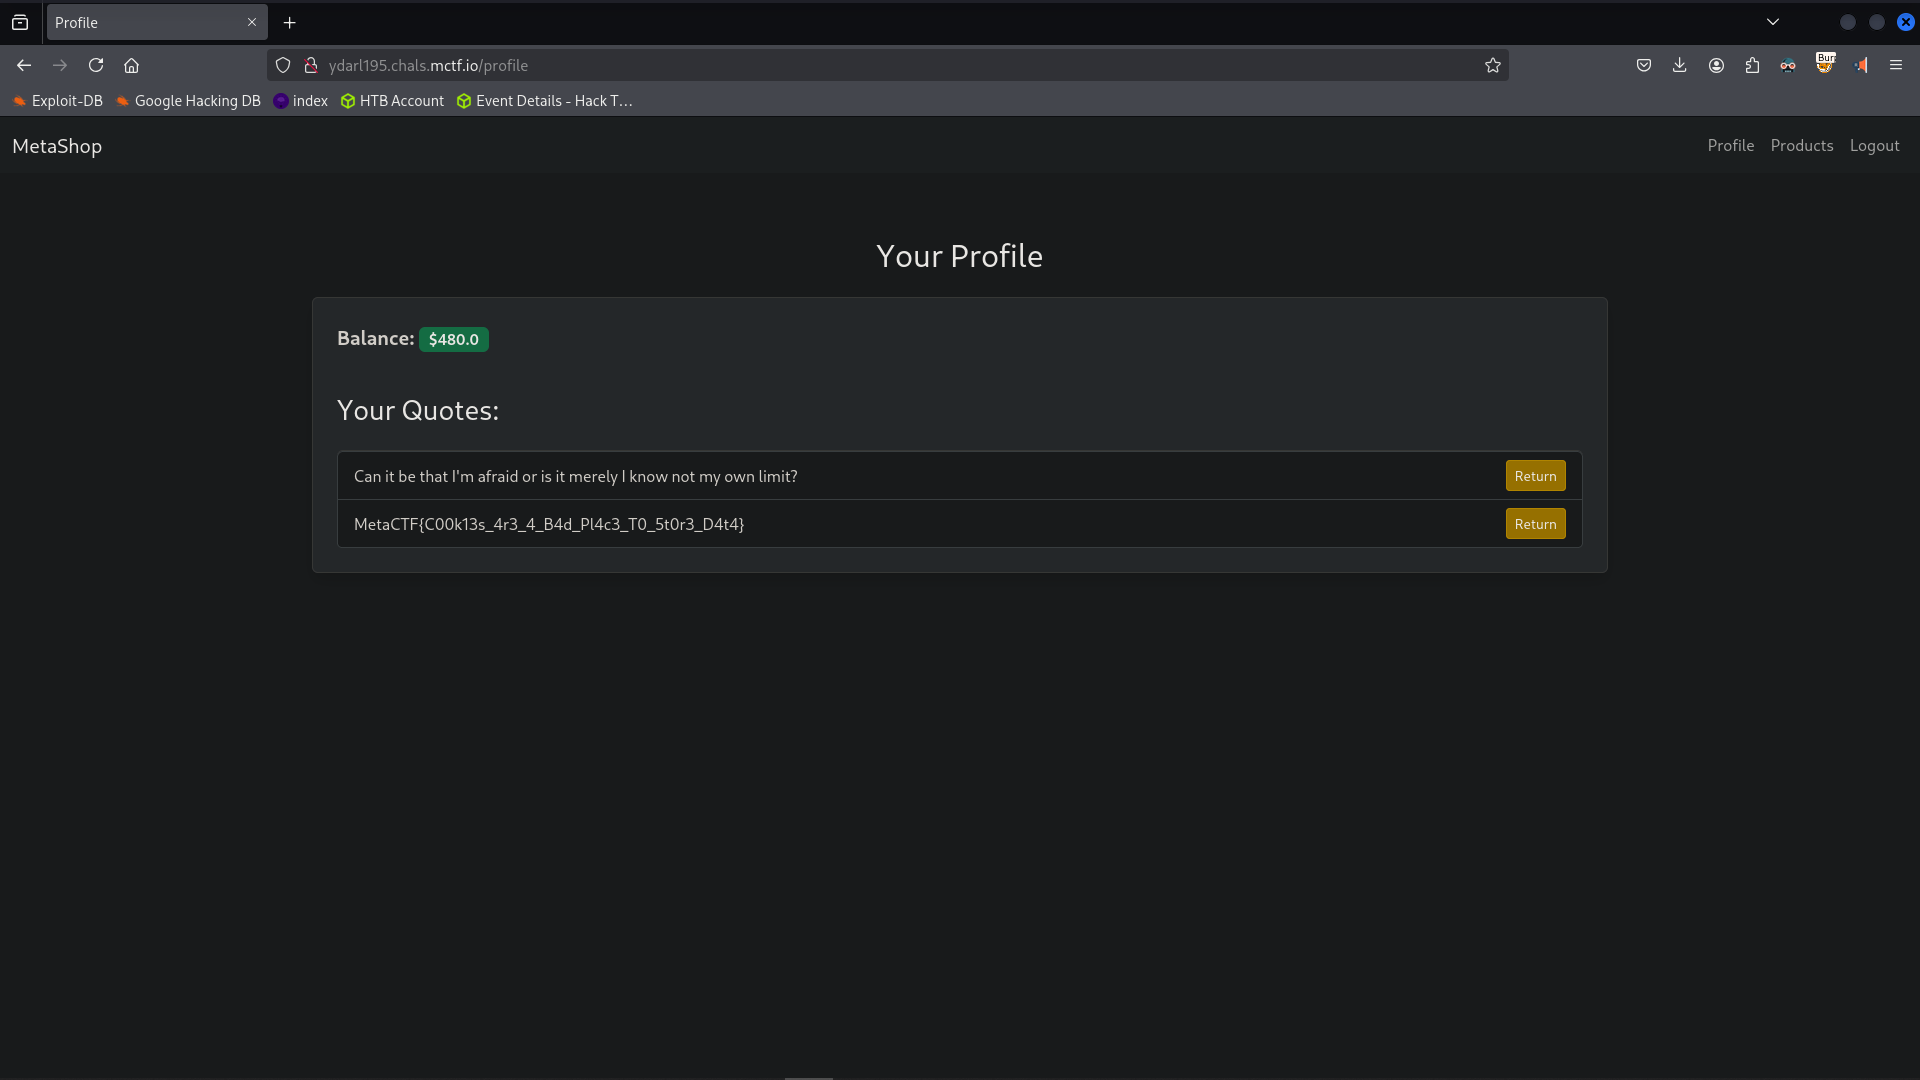 Profile
ydarl195.chals.mctf.io/profile
Bur
Exploit-DB Google Hacking DB index HTB Account Event Details - Hack T...
MetaShop Profile Products Logout
Your Profile
Balance: $480.0
Your Quotes:
Can it be that I'm afraid or is it merely I know not my own limit? Return
MetaCTF{C00k13s_4r3_4_B4d_Pl4c3_T0_5t0r3_D4t4} Return